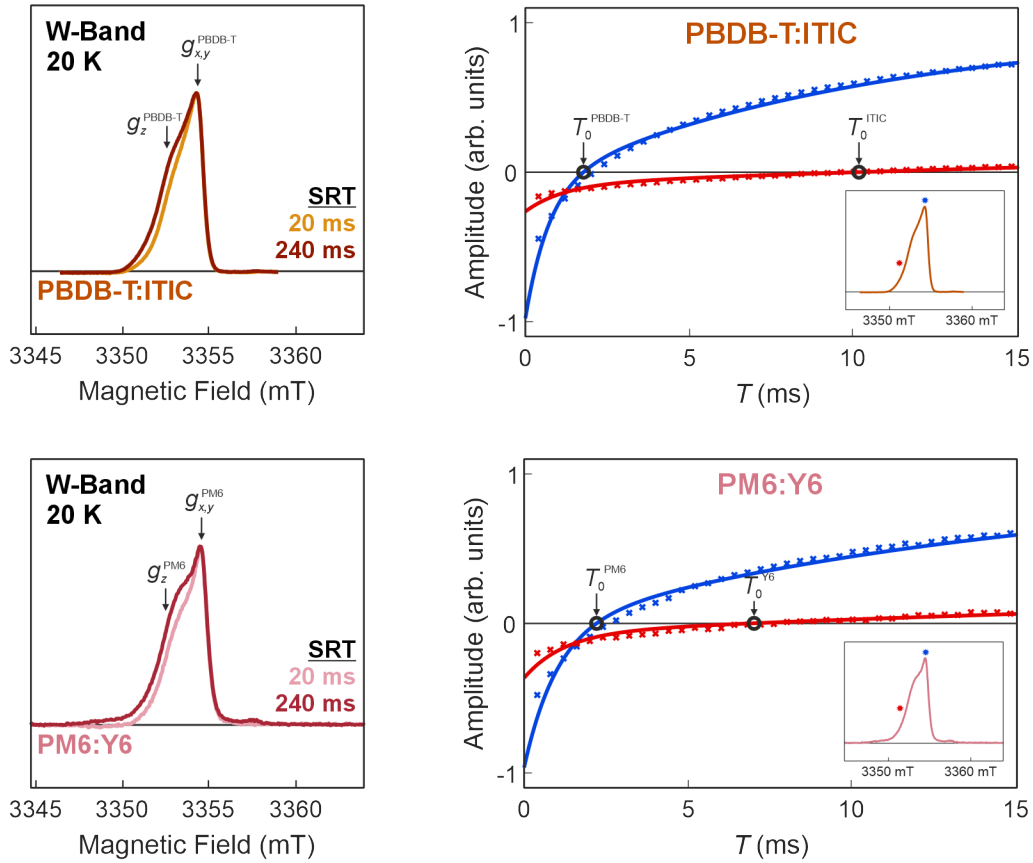 W-Band
20 K
g_x,y^PBDB-T
g_z^PBDB-T
SRT
20 ms
240 ms
PBDB-T:ITIC
3345 3350 3355 3360
Magnetic Field (mT)
PBDB-T:ITIC
Amplitude (arb. units)
1
0
-1
T_0^PBDB-T
T_0^ITIC
3350 mT 3360 mT
0 5 10 15
T (ms)
W-Band
20 K
g_x,y^PM6
g_z^PM6
SRT
20 ms
240 ms
PM6:Y6
3345 3350 3355 3360
Magnetic Field (mT)
PM6:Y6
Amplitude (arb. units)
1
0
-1
T_0^PM6
T_0^Y6
3350 mT 3360 mT
0 5 10 15
T (ms)